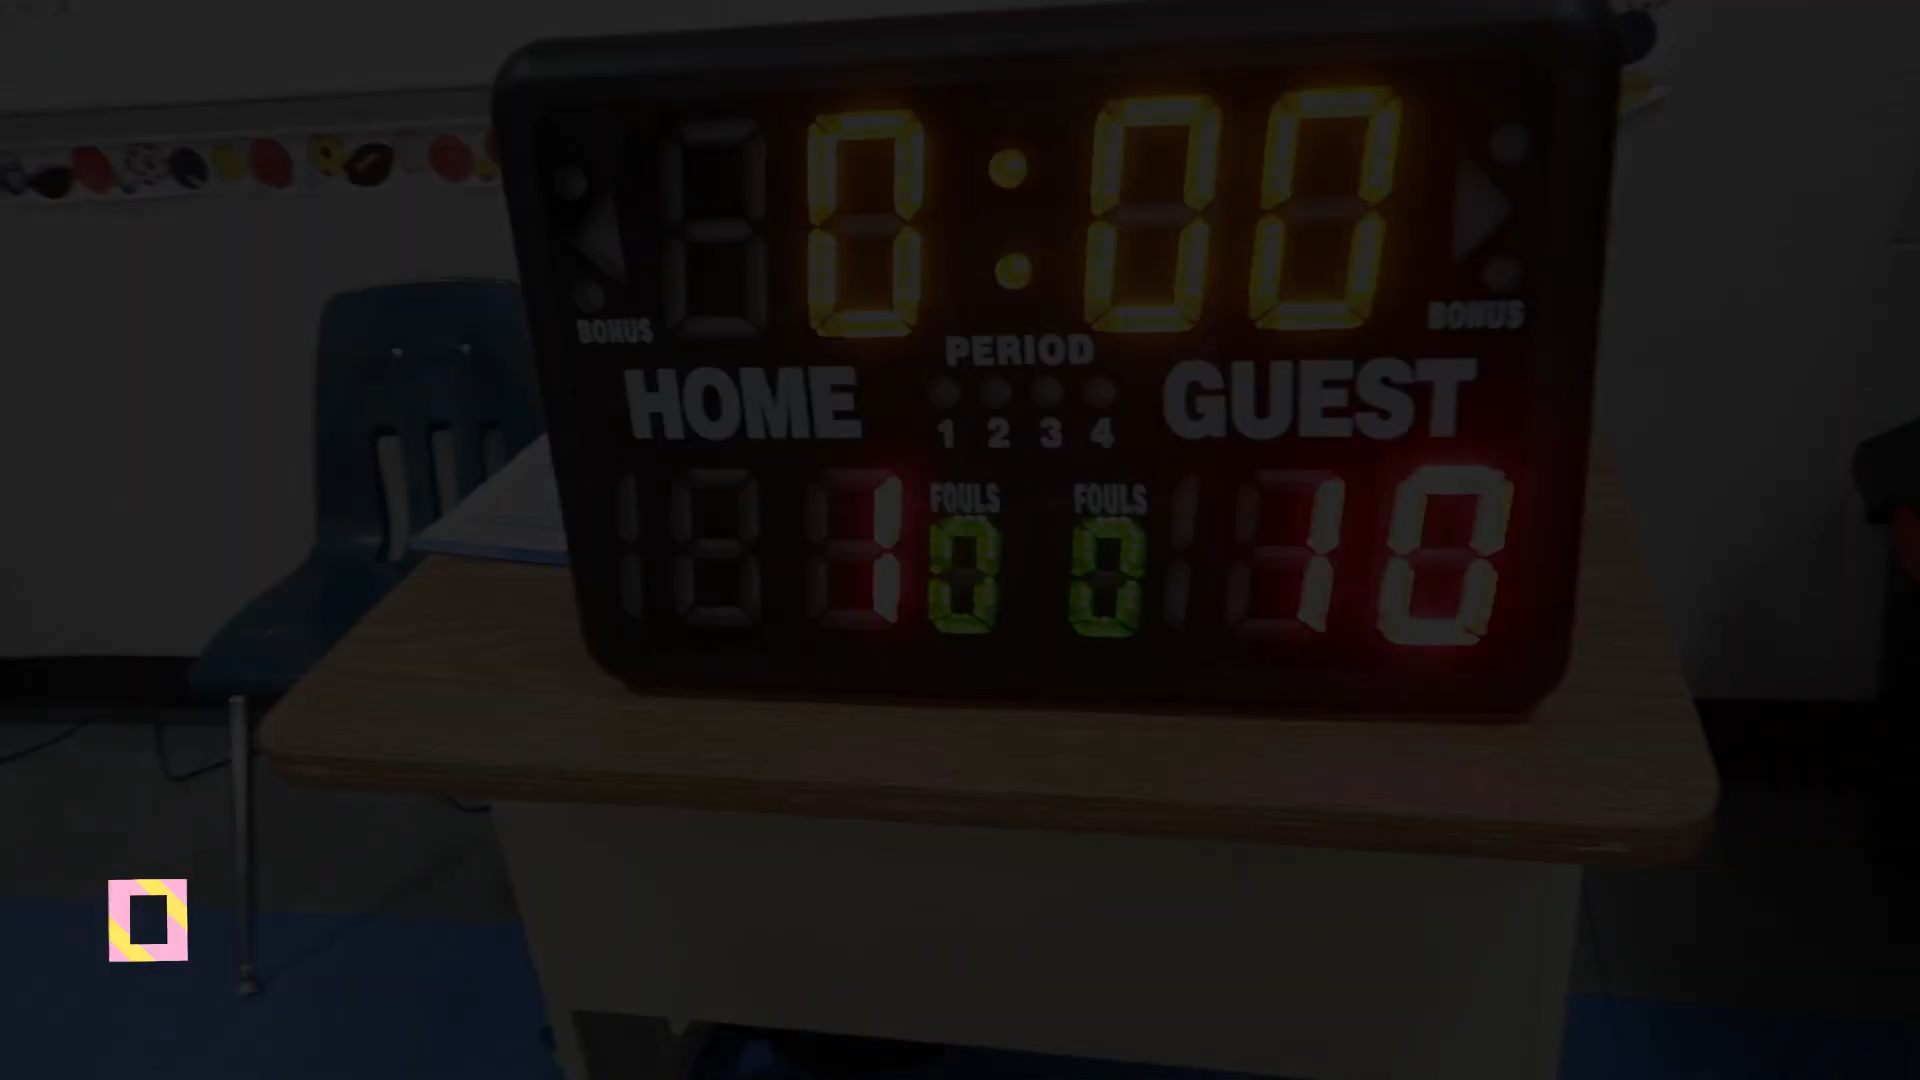 0:00
BONUS BONUS
PERIOD
HOME GUEST
1 2 3 4
FOULS FOULS
1 0 0 10